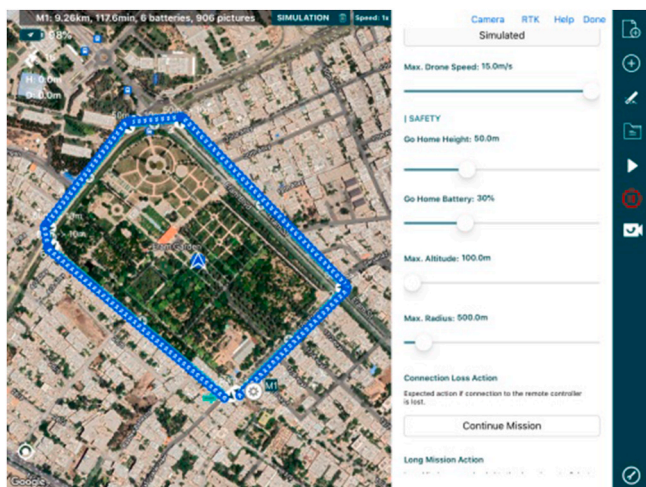 M1: 9.26km, 117.6min, 6 batteries, 906 pictures
SIMULATION
Speed: 1s
98%
H: 0.0m
D: 0.0m
50m
M1
Google
Camera RTK Help Done
Simulated
Max. Drone Speed: 15.0m/s
| SAFETY
Go Home Height: 50.0m
Go Home Battery: 30%
Max. Altitude: 100.0m
Max. Radius: 500.0m
Connection Loss Action
Expected action if connection to the remote controller
is lost.
Continue Mission
Long Mission Action